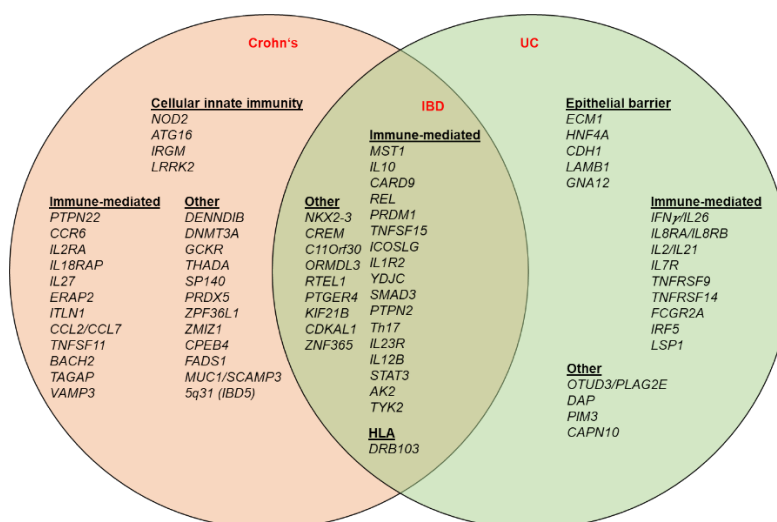 Crohn's
UC
Cellular innate immunity
NOD2
ATG16
IRGM
LRRK2
Immune-mediated
PTPN22
CCR6
IL2RA
IL18RAP
IL27
ERAP2
ITLN1
CCL2/CCL7
TNFSF11
BACH2
TAGAP
VAMP3
Other
DENNDIB
DNMT3A
GCKR
THADA
SP140
PRDX5
ZPF36L1
ZMIZ1
CPEB4
FADS1
MUC1/SCAMP3
5q31 (IBD5)
IBD
Other
NKX2-3
CREM
C11Orf30
ORMDL3
RTEL1
PTGER4
KIF21B
CDKAL1
ZNF365
Immune-mediated
MST1
IL10
CARD9
REL
PRDM1
TNFSF15
ICOSLG
IL1R2
YDJC
SMAD3
PTPN2
Th17
IL23R
IL12B
STAT3
AK2
TYK2
HLA
DRB103
Epithelial barrier
ECM1
HNF4A
CDH1
LAMB1
GNA12
Immune-mediated
IFNγ/IL26
IL8RA/IL8RB
IL2/IL21
IL7R
TNFRSF9
TNFRSF14
FCGR2A
IRF5
LSP1
Other
OTUD3/PLAG2E
DAP
PIM3
CAPN10